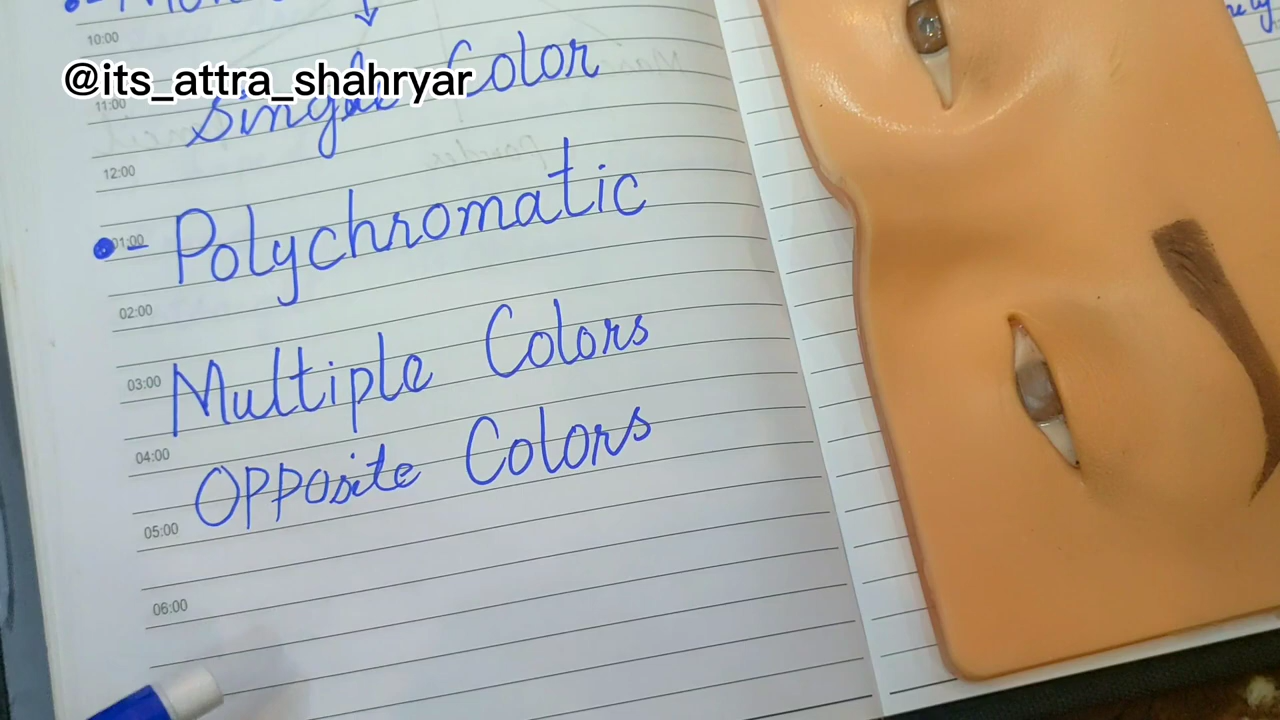 10:00
@its_attra_shahryar
11:00
Single Color
12:00
01:00
- Polychromatic
02:00
Multiple Colors
03:00
04:00
Opposite Colors
05:00
06:00